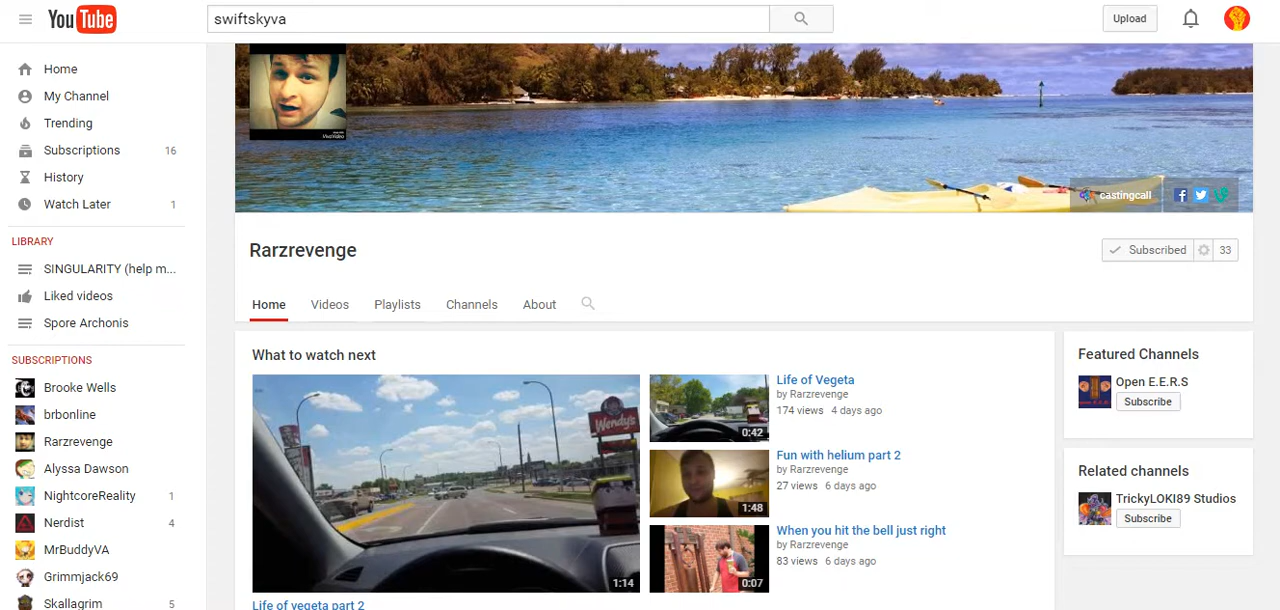 YouTube
swiftskyva
Upload
Home
My Channel
Trending
Subscriptions 16
History
Watch Later 1
LIBRARY
SINGULARITY (help m...
Liked videos
Spore Archonis
SUBSCRIPTIONS
Brooke Wells
brbonline
Rarzrevenge
Alyssa Dawson
NightcoreReality 1
Nerdist 4
MrBuddyVA
Grimmjack69
Skallagrim 5
castingcall
Rarzrevenge
Subscribed 33
Home Videos Playlists Channels About
What to watch next
Wendy's
1:14
Life of vegeta part 2
0:42
Life of Vegeta
by Rarzrevenge
174 views 4 days ago
1:48
Fun with helium part 2
by Rarzrevenge
27 views 6 days ago
0:07
When you hit the bell just right
by Rarzrevenge
83 views 6 days ago
Featured Channels
Open E.E.R.S
Subscribe
Related channels
TrickyLOKI89 Studios
Subscribe